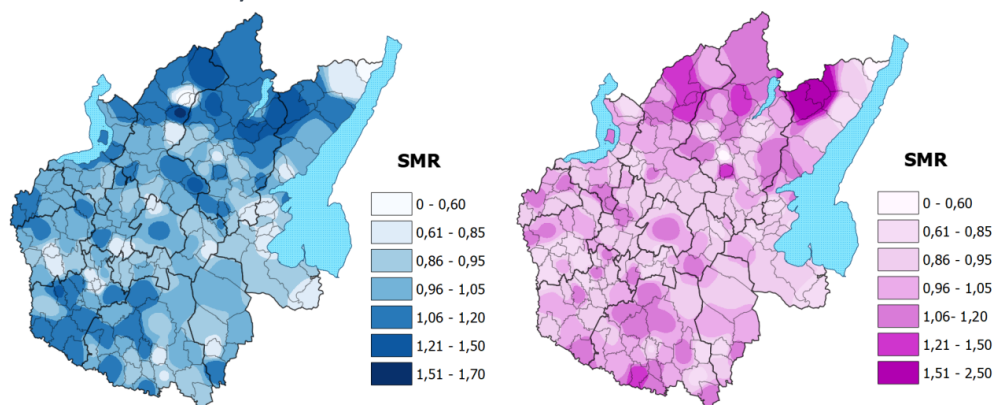 SMR
0 - 0,60
0,61 - 0,85
0,86 - 0,95
0,96 - 1,05
1,06 - 1,20
1,21 - 1,50
1,51 - 1,70
SMR
0 - 0,60
0,61 - 0,85
0,86 - 0,95
0,96 - 1,05
1,06- 1,20
1,21 - 1,50
1,51 - 2,50